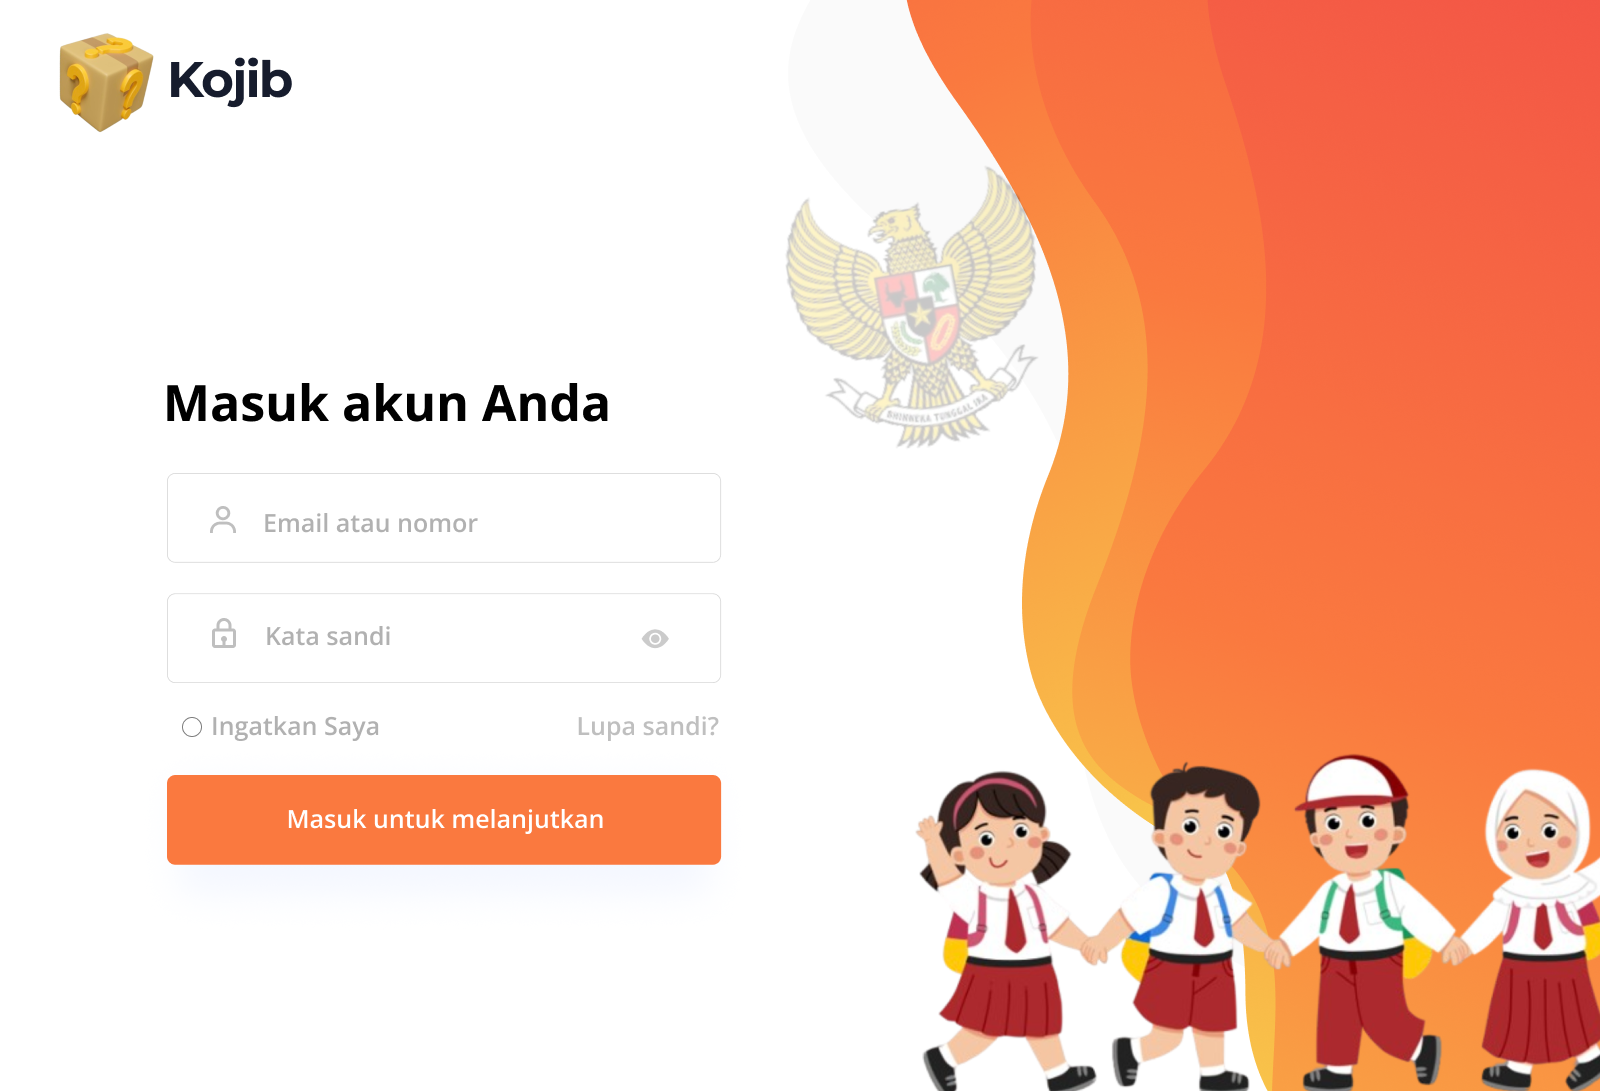 Kojib
BHINNEKA TUNGGAL IKA
Masuk akun Anda
Email atau nomor
Kata sandi
Ingatkan Saya
Lupa sandi?
Masuk untuk melanjutkan